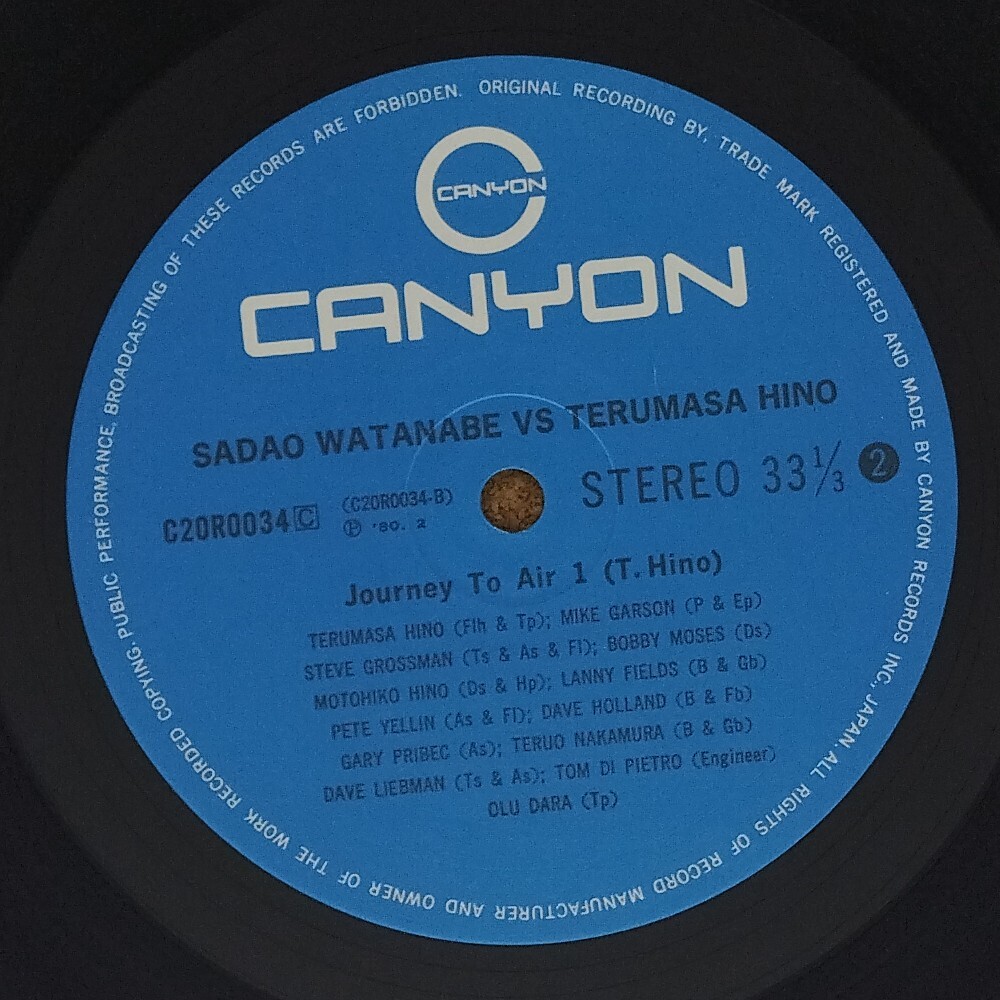 CANYON
CANYON
SADAO WATANABE VS TERUMASA HINO
STEREO 33 1/3 2
C20R0034 C (C20R0034-B)
℗ '80. 2
Journey To Air 1 (T. Hino)
TERUMASA HINO (Flh & Tp); MIKE GARSON (P & Ep)
STEVE GROSSMAN (Ts & As & Fl); BOBBY MOSES (Ds)
MOTOHIKO HINO (Ds & Hp); LANNY FIELDS (B & Gb)
PETE YELLIN (As & Fl); DAVE HOLLAND (B & Fb)
GARY PRIBEC (As); TERUO NAKAMURA (B & Gb)
DAVE LIEBMAN (Ts & As); TOM DI PIETRO (Engineer)
OLU DARA (Tp)
ORIGINAL RECORDING BY, TRADE MARK REGISTERED AND MADE BY CANYON RECORDS INC. JAPAN. ALL RIGHTS OF RECORD MANUFACTURER AND OWNER OF THE WORK RECORDED COPYING. PUBLIC PERFORMANCE, BROADCASTING OF THESE RECORDS ARE FORBIDDEN.